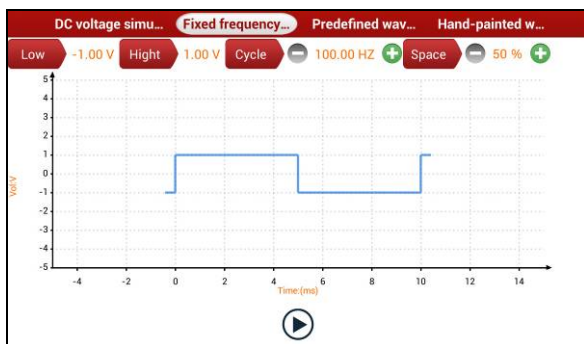 DC voltage simu... Fixed frequency... Predefined wav... Hand-painted w...
Low -1.00 V Hight 1.00 V Cycle 100.00 HZ Space 50 %
5
4
3
2
1
0
-1
-2
-3
-4
-5
Vol:V
-4 -2 0 2 4 6 8 10 12 14
Time:(ms)